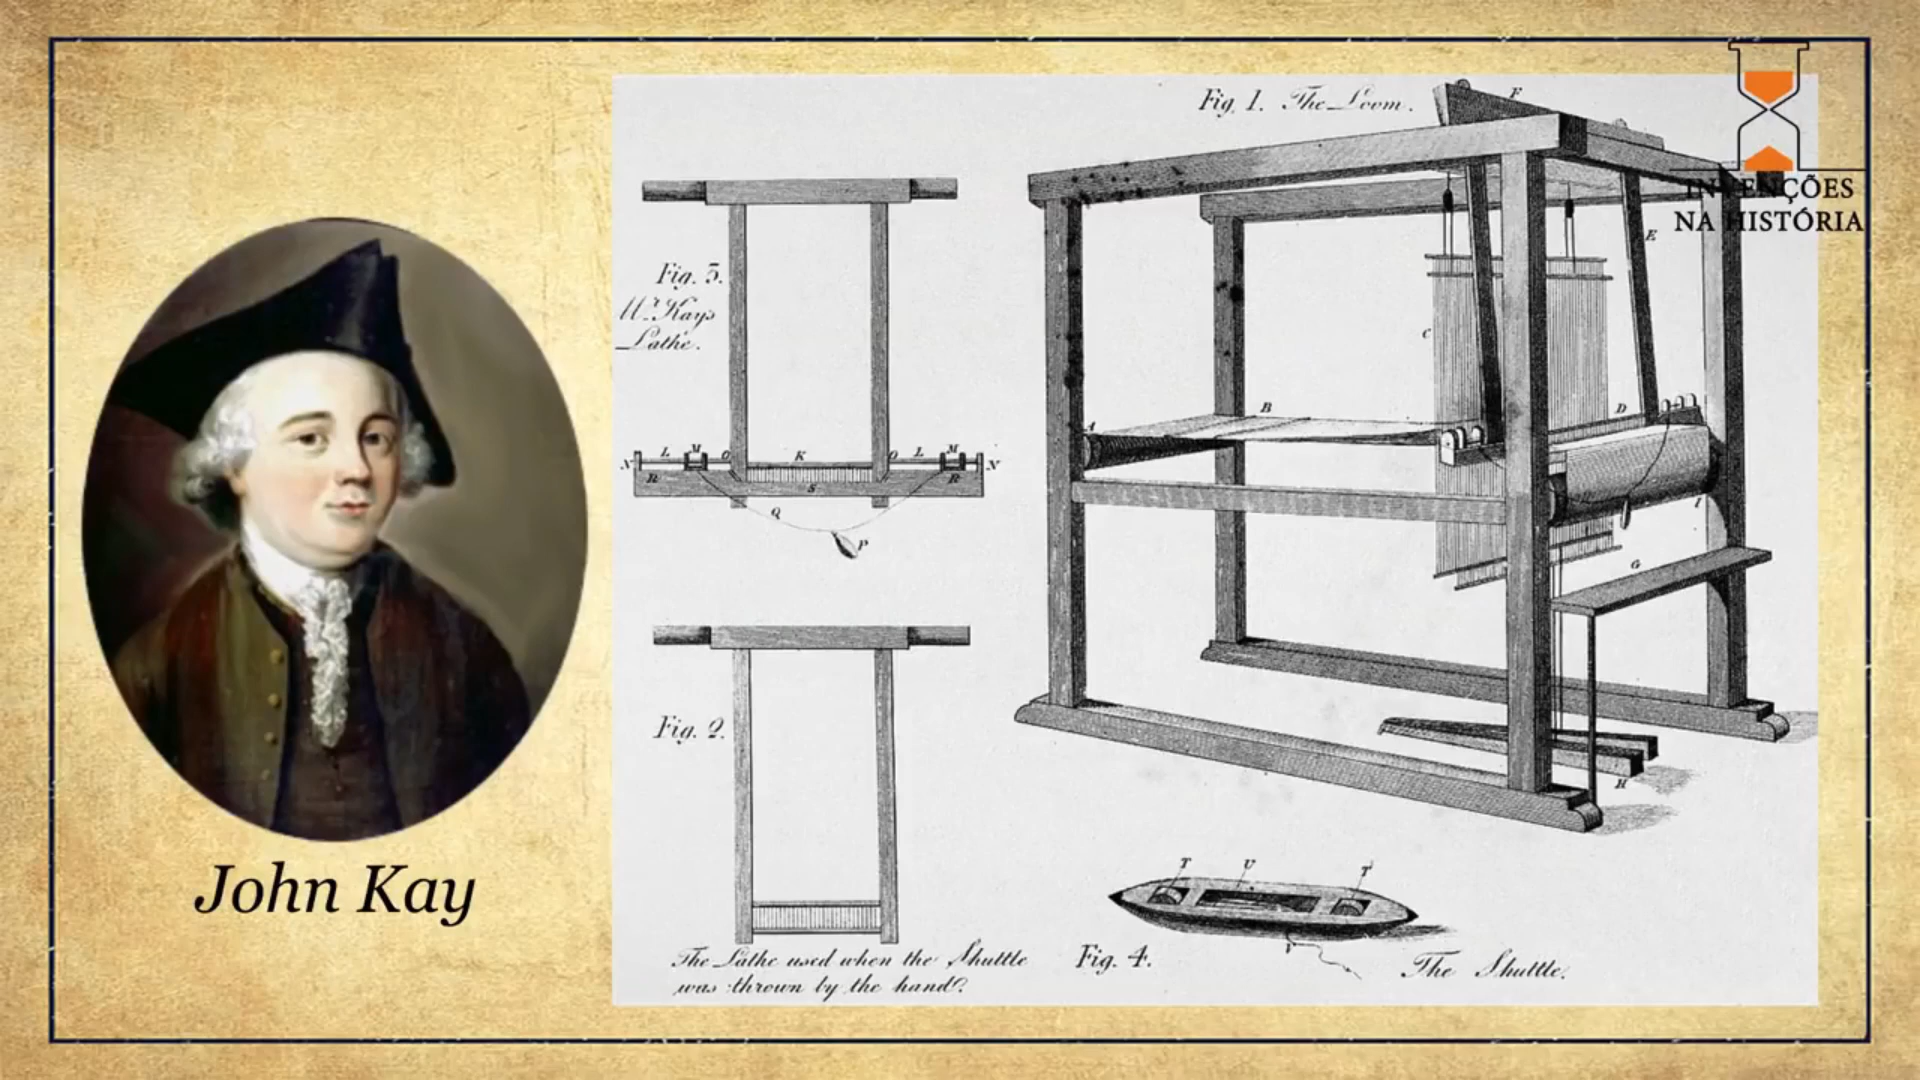 Fig. 1. The Loom.
F
INVENÇÕES
NA HISTÓRIA
E
Fig. 3.
Mr. Kays
Lathe.
C
B
D
A
L M O K O L M
N N
R S R
Q
P
I
G
Fig. 2.
H
T U T
V
John Kay
The Lathe used when the Shuttle
was thrown by the hand.
Fig. 4.
The Shuttle.